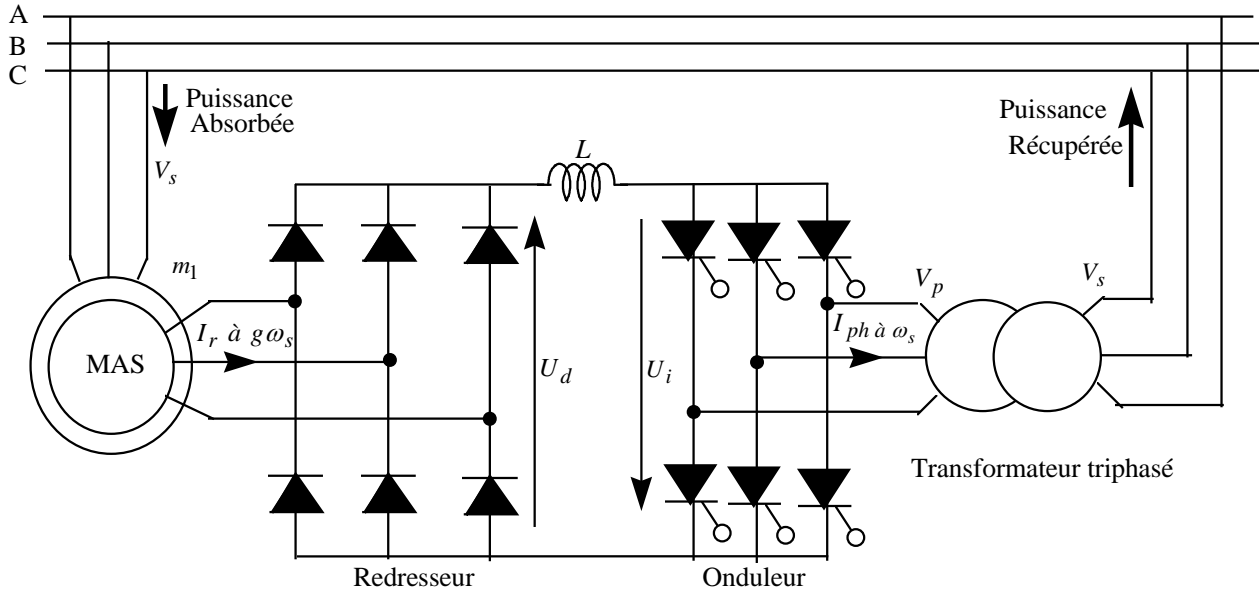 A
B
C
Puissance
Absorbée
V_s
Puissance
Récupérée
L
m_1
V_p
V_s
I_r à gω_s
I_ph à ω_s
MAS
U_d
U_i
Transformateur triphasé
Redresseur
Onduleur